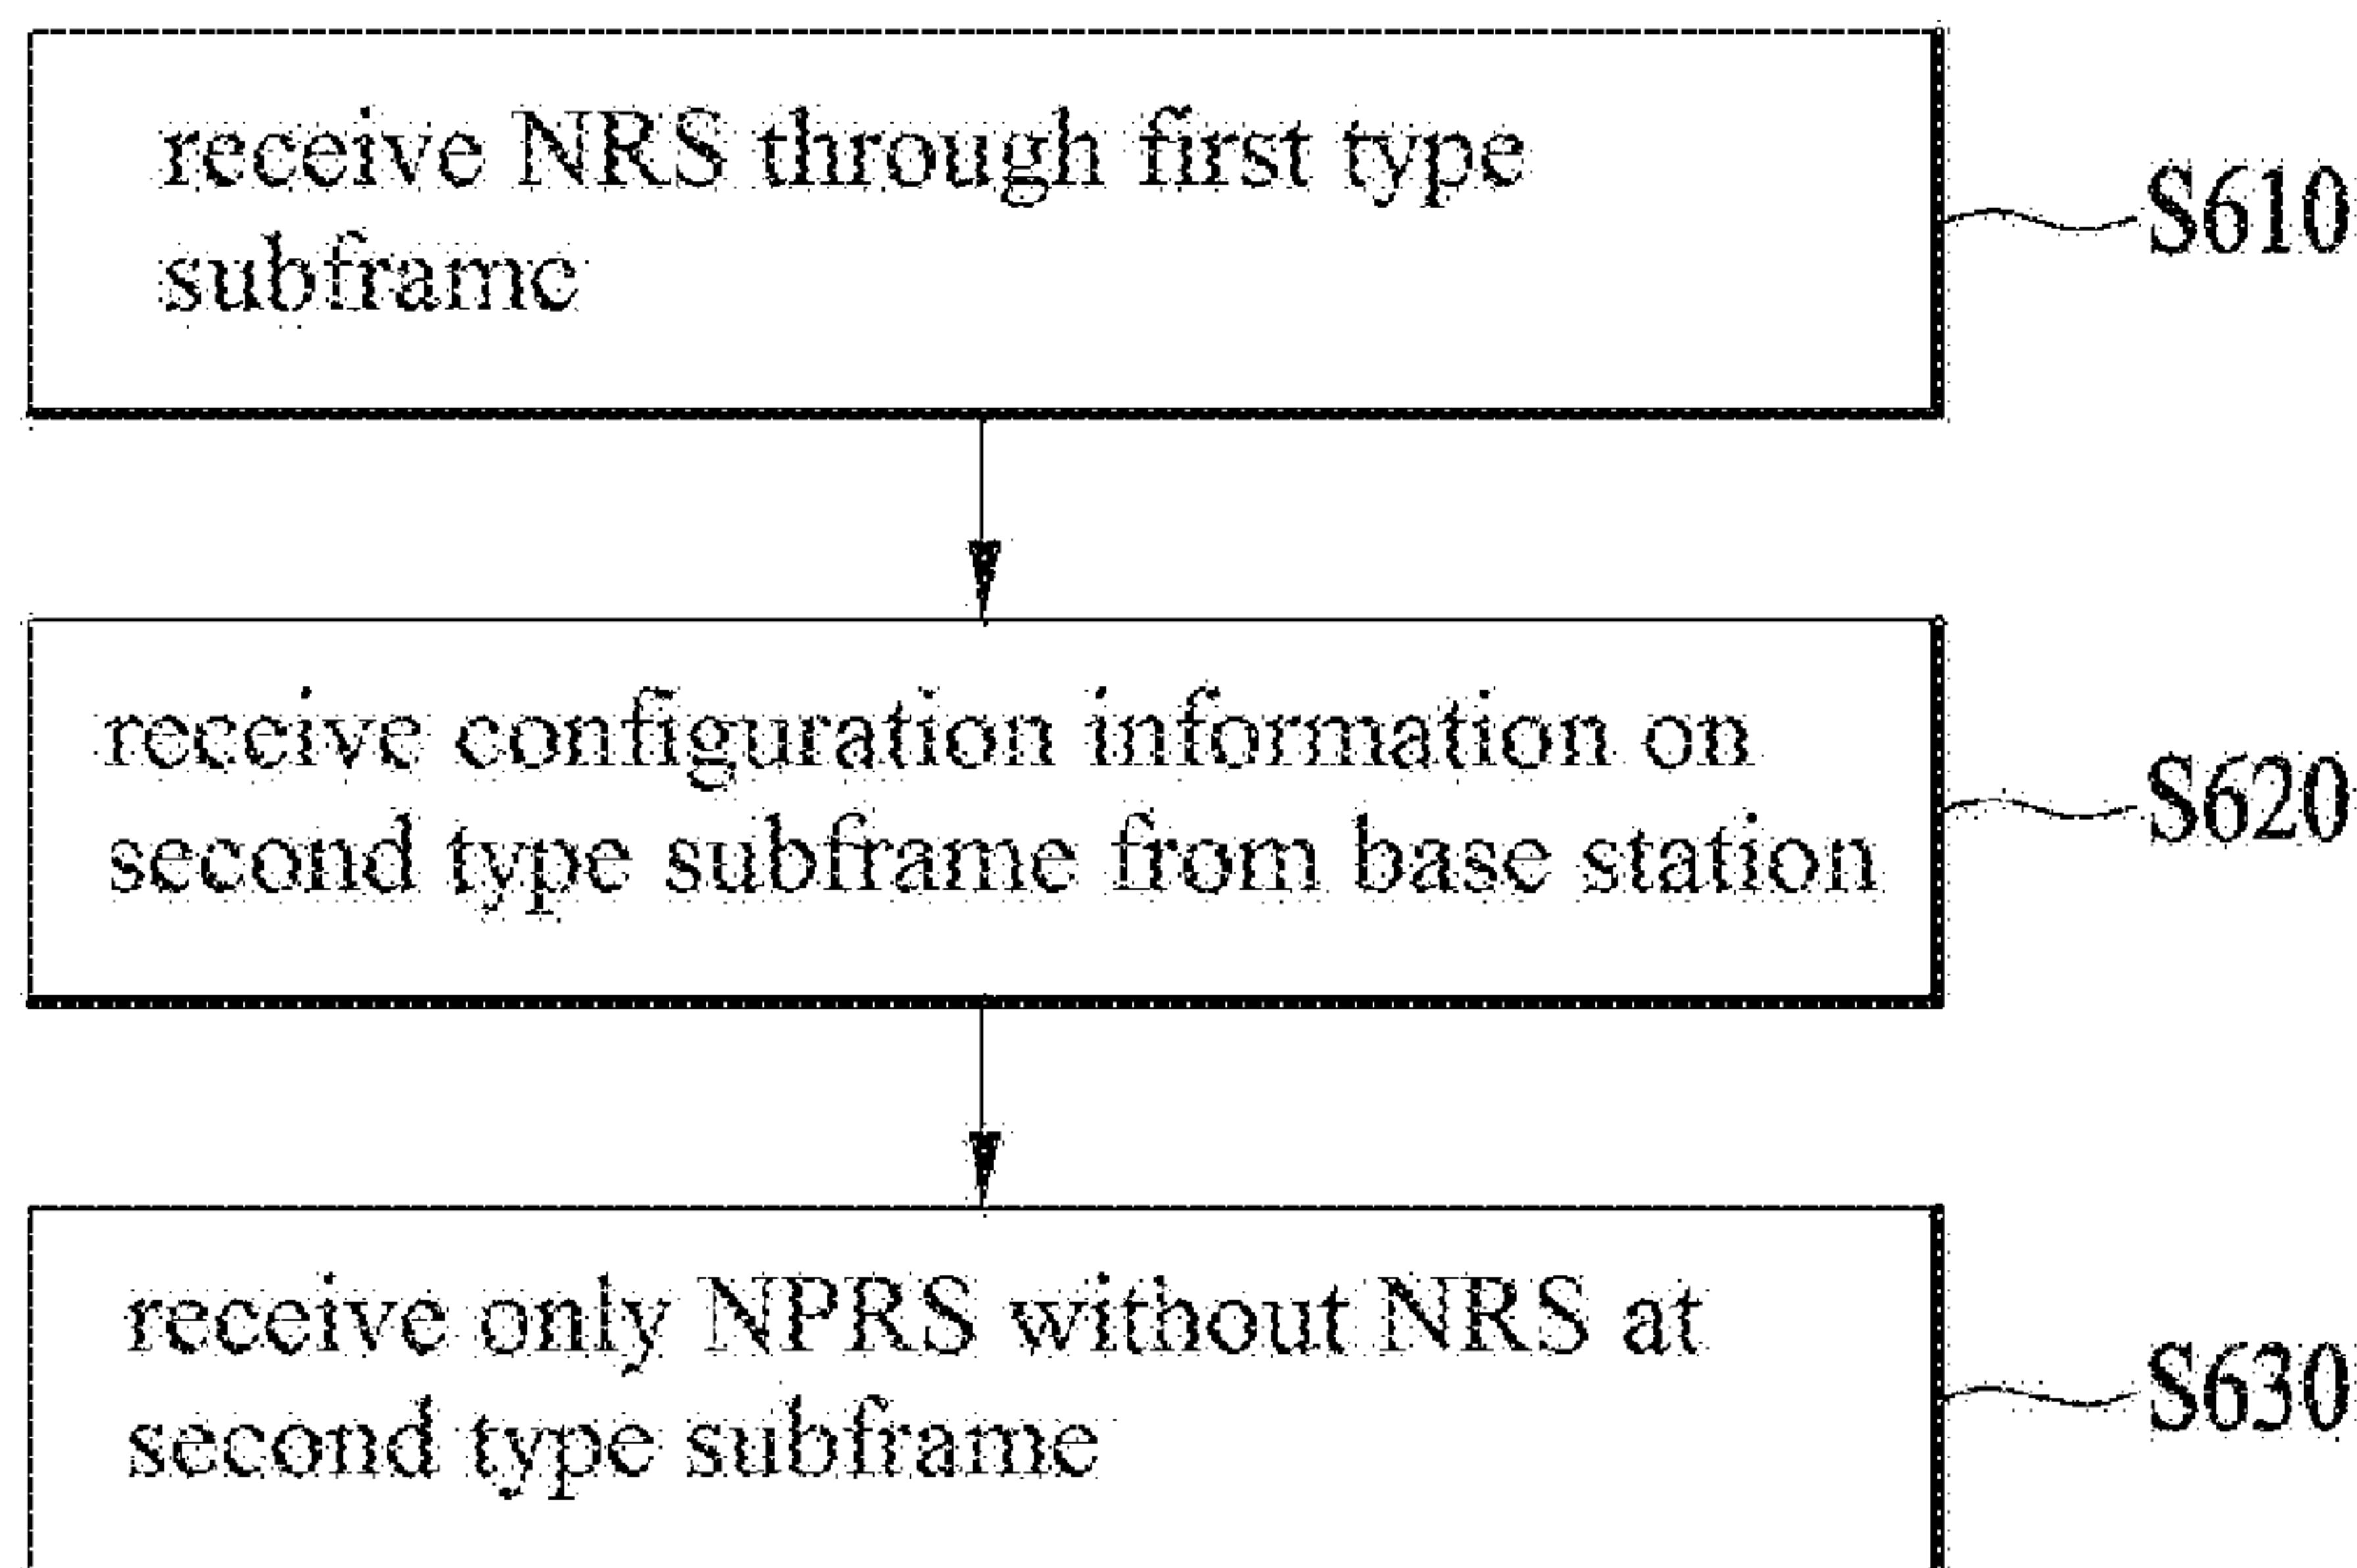 receive NRS through first type
subframe
S610
receive configuration information on
second type subframe from base station
S620
receive only NPRS without NRS at
second type subframe
S630